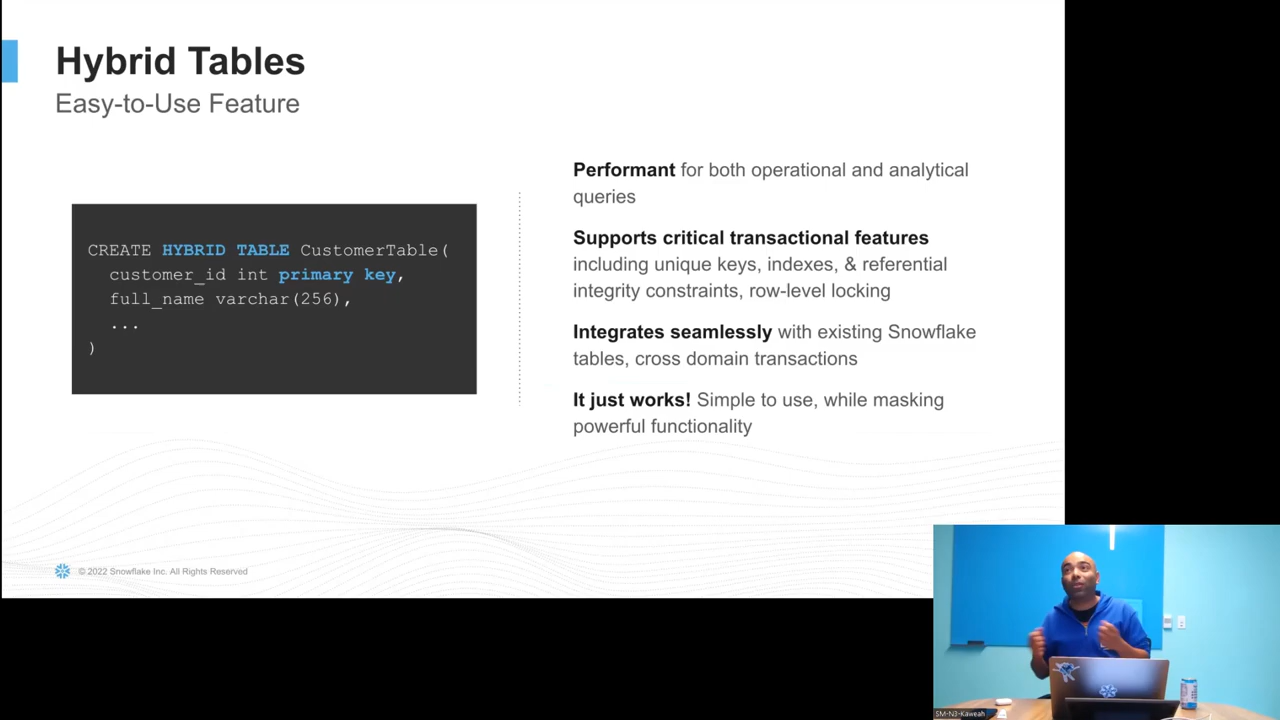 Hybrid Tables
Easy-to-Use Feature
CREATE HYBRID TABLE CustomerTable(
customer_id int primary key,
full_name varchar(256),
...
)
Performant for both operational and analytical
queries
Supports critical transactional features
including unique keys, indexes, & referential
integrity constraints, row-level locking
Integrates seamlessly with existing Snowflake
tables, cross domain transactions
It just works! Simple to use, while masking
powerful functionality
© 2022 Snowflake Inc. All Rights Reserved
SM-N3-Kaweah